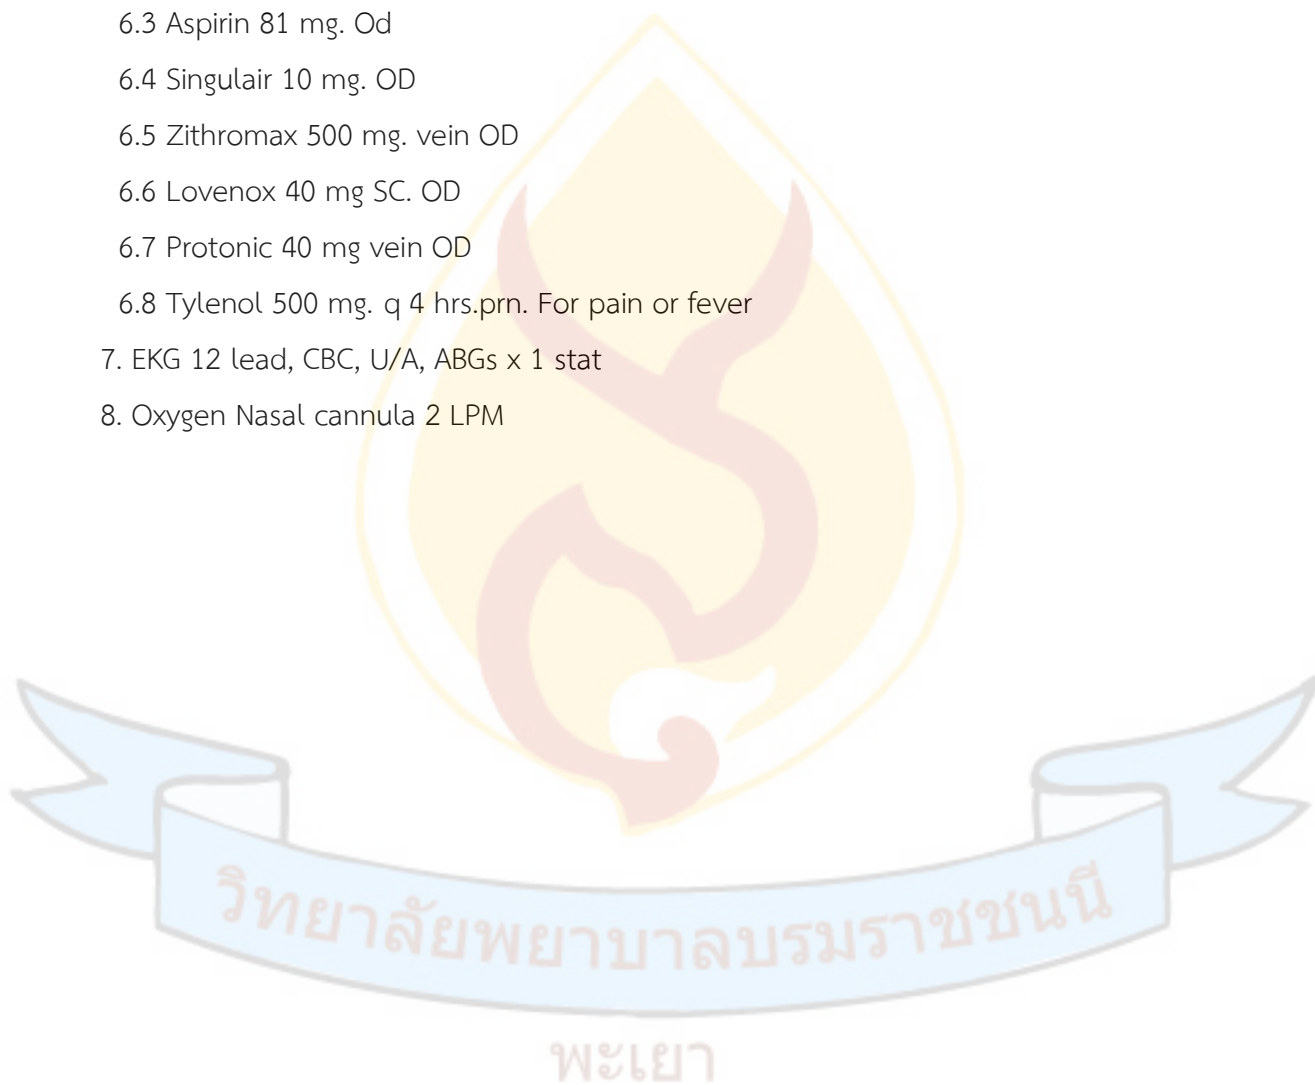 6.3 Aspirin 81 mg. Od
6.4 Singulair 10 mg. OD
6.5 Zithromax 500 mg. vein OD
6.6 Lovenox 40 mg SC. OD
6.7 Protonic 40 mg vein OD
6.8 Tylenol 500 mg. q 4 hrs.prn. For pain or fever
7. EKG 12 lead, CBC, U/A, ABGs x 1 stat
8. Oxygen Nasal cannula 2 LPM
วิทยาลัยพยาบาลบรมราชชนนี
พะเยา